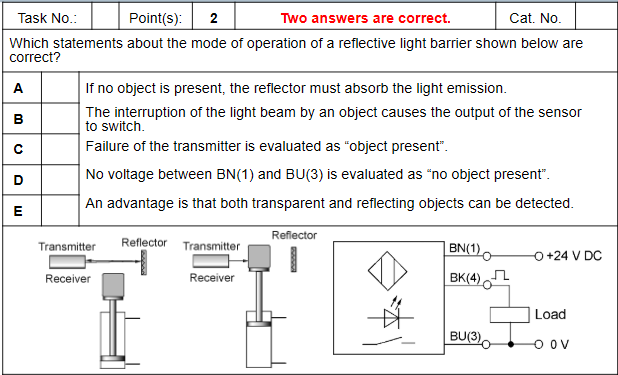 Task No.: Point(s): 2 Two answers are correct. Cat. No.
Which statements about the mode of operation of a reflective light barrier shown below are
correct?
A If no object is present, the reflector must absorb the light emission.
B The interruption of the light beam by an object causes the output of the sensor
to switch.
C Failure of the transmitter is evaluated as “object present”.
D No voltage between BN(1) and BU(3) is evaluated as “no object present”.
E An advantage is that both transparent and reflecting objects can be detected.
Transmitter Reflector Transmitter Reflector
Receiver Receiver
BN(1) +24 V DC
BK(4)
Load
BU(3) 0 V